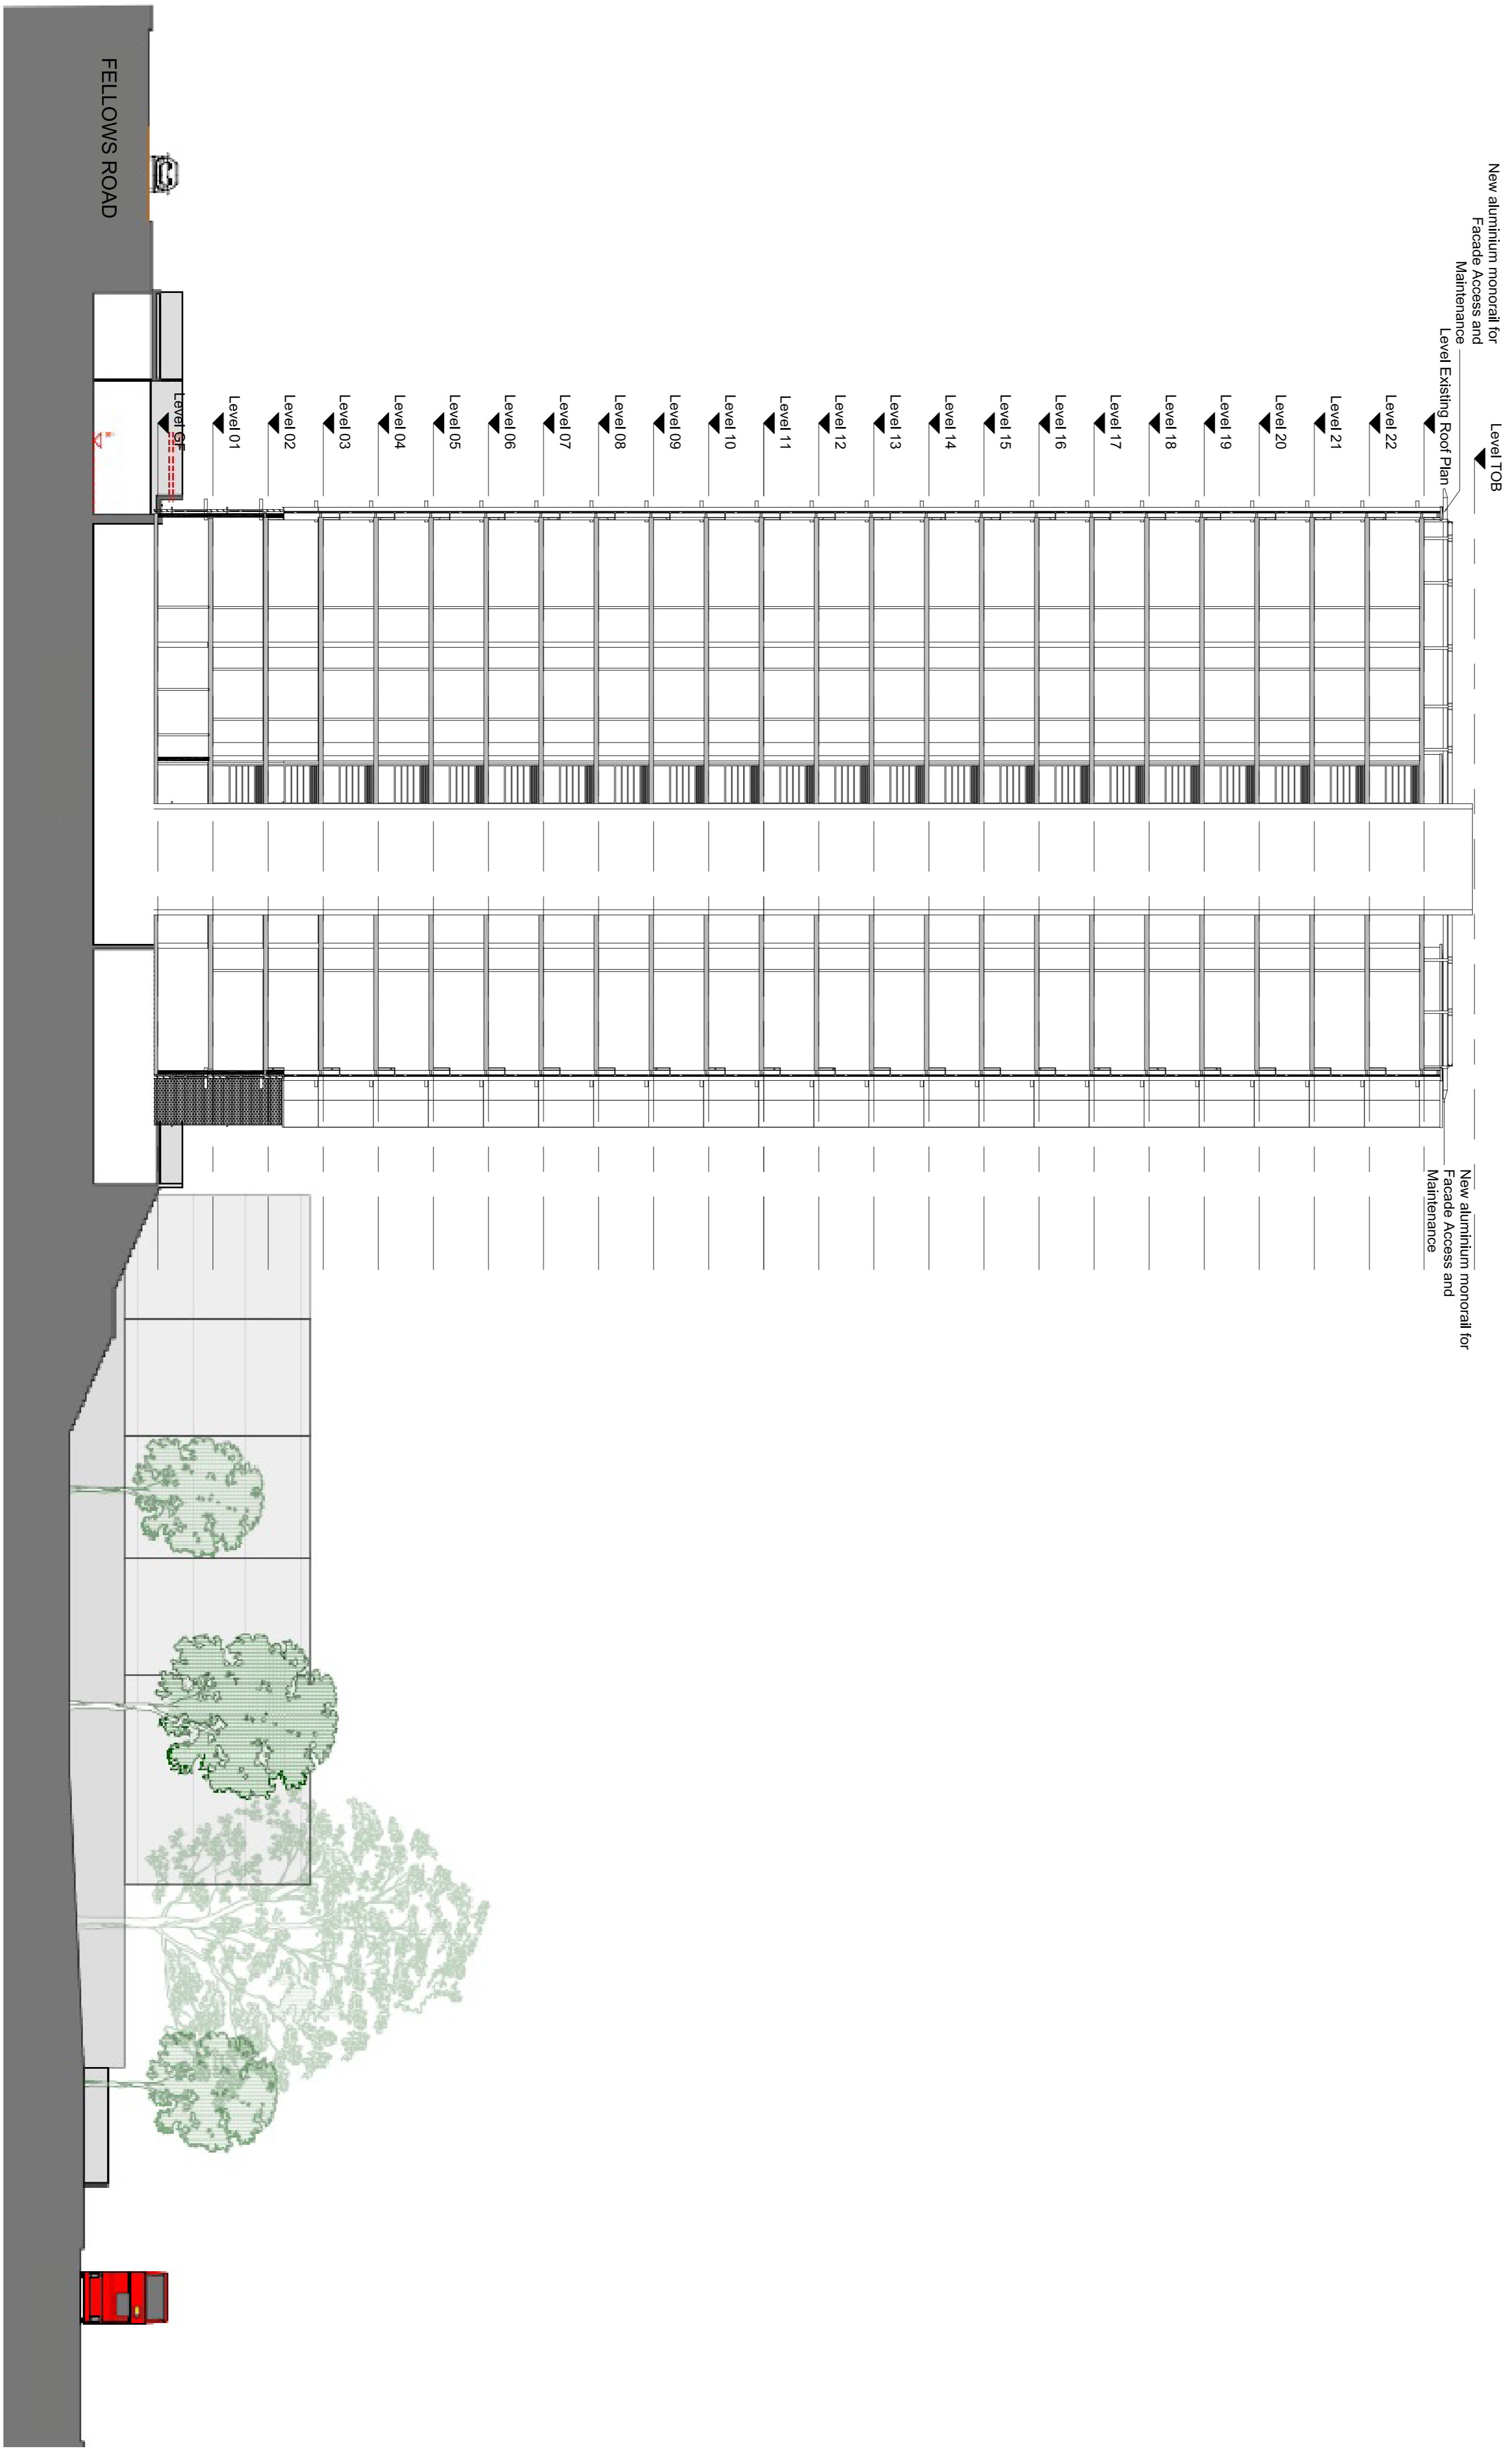 Level TOB
New aluminium monorail for
Facade Access and
Maintenance
Level Existing Roof Plan
New aluminium monorail for
Facade Access and
Maintenance
Level 22
Level 21
Level 20
Level 19
Level 18
Level 17
Level 16
Level 15
Level 14
Level 13
Level 12
Level 11
Level 10
Level 09
Level 08
Level 07
Level 06
Level 05
Level 04
Level 03
Level 02
Level 01
Level GF
FELLOWS ROAD